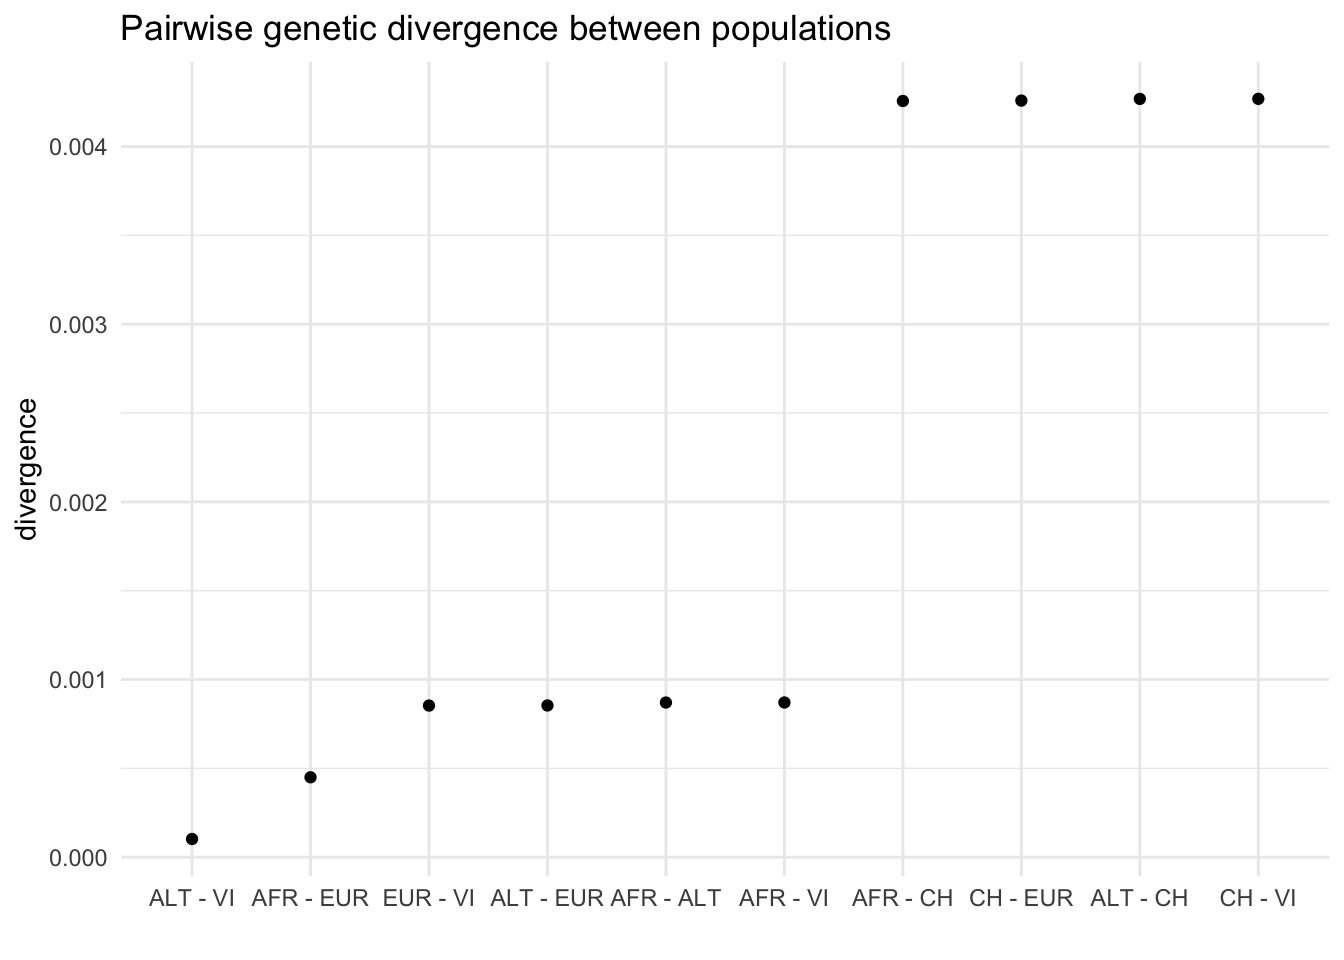 Pairwise genetic divergence between populations
divergence
0.004
0.003
0.002
0.001
0.000
ALT - VI AFR - EUR EUR - VI ALT - EUR AFR - ALT AFR - VI AFR - CH CH - EUR ALT - CH CH - VI